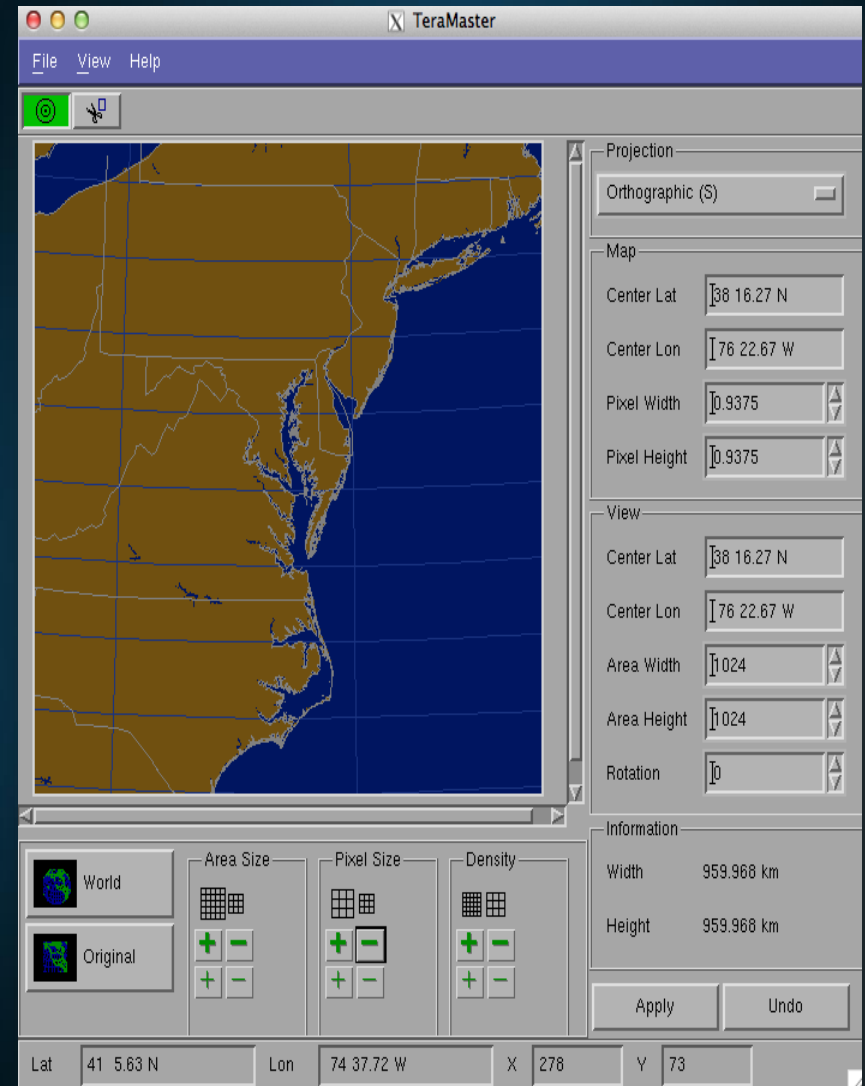 X TeraMaster
File View Help
Projection
Orthographic (S)
Map
Center Lat 38 16.27 N
Center Lon 76 22.67 W
Pixel Width 0.9375
Pixel Height 0.9375
View
Center Lat 38 16.27 N
Center Lon 76 22.67 W
Area Width 1024
Area Height 1024
Rotation 0
Information
Width 959.968 km
Height 959.968 km
Apply Undo
World
Original
Area Size Pixel Size Density
Lat 41 5.63 N Lon 74 37.72 W X 278 Y 73